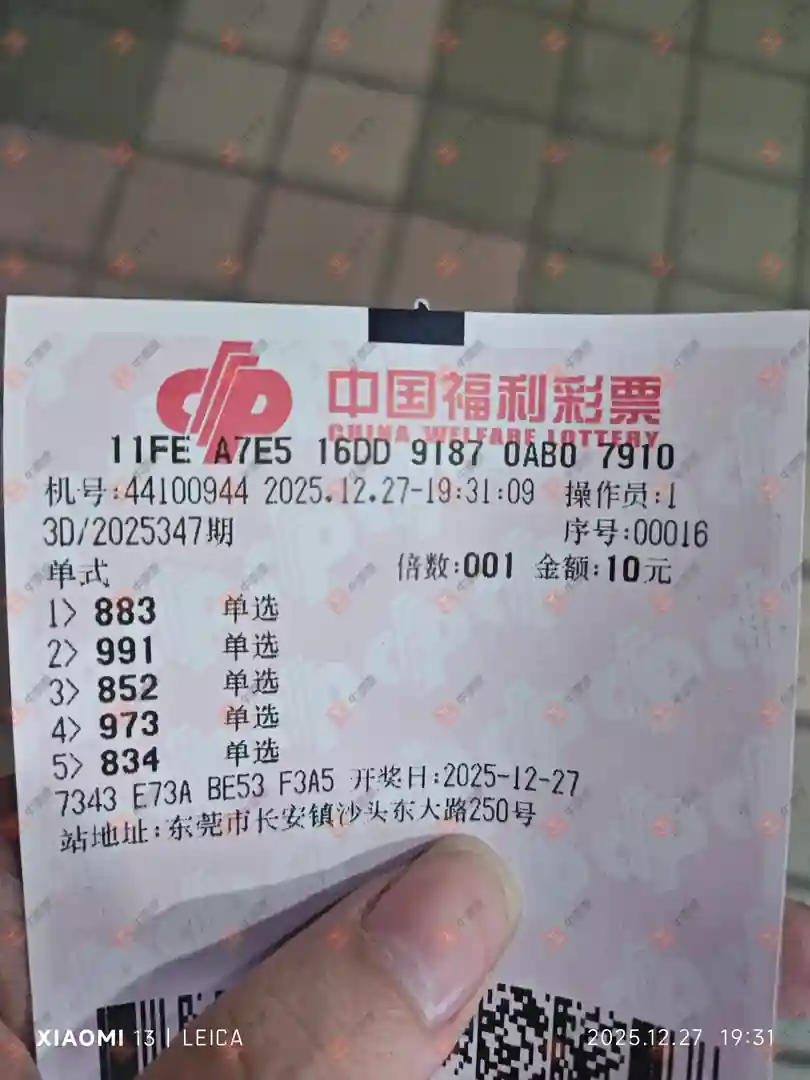 中国福利彩票
CHINA WELFARE LOTTERY
11FE A7E5 16DD 9187 0AB0 7910
机号:44100944 2025.12.27-19:31:09 操作员:1
3D/2025347期 序号:00016
单式 倍数:001 金额:10元
1> 883 单选
2> 991 单选
3> 852 单选
4> 973 单选
5> 834 单选
7343 E73A BE53 F3A5 开奖日:2025-12-27
站地址:东莞市长安镇沙头东大路250号
XIAOMI 13 | LEICA 2025.12.27 19:31